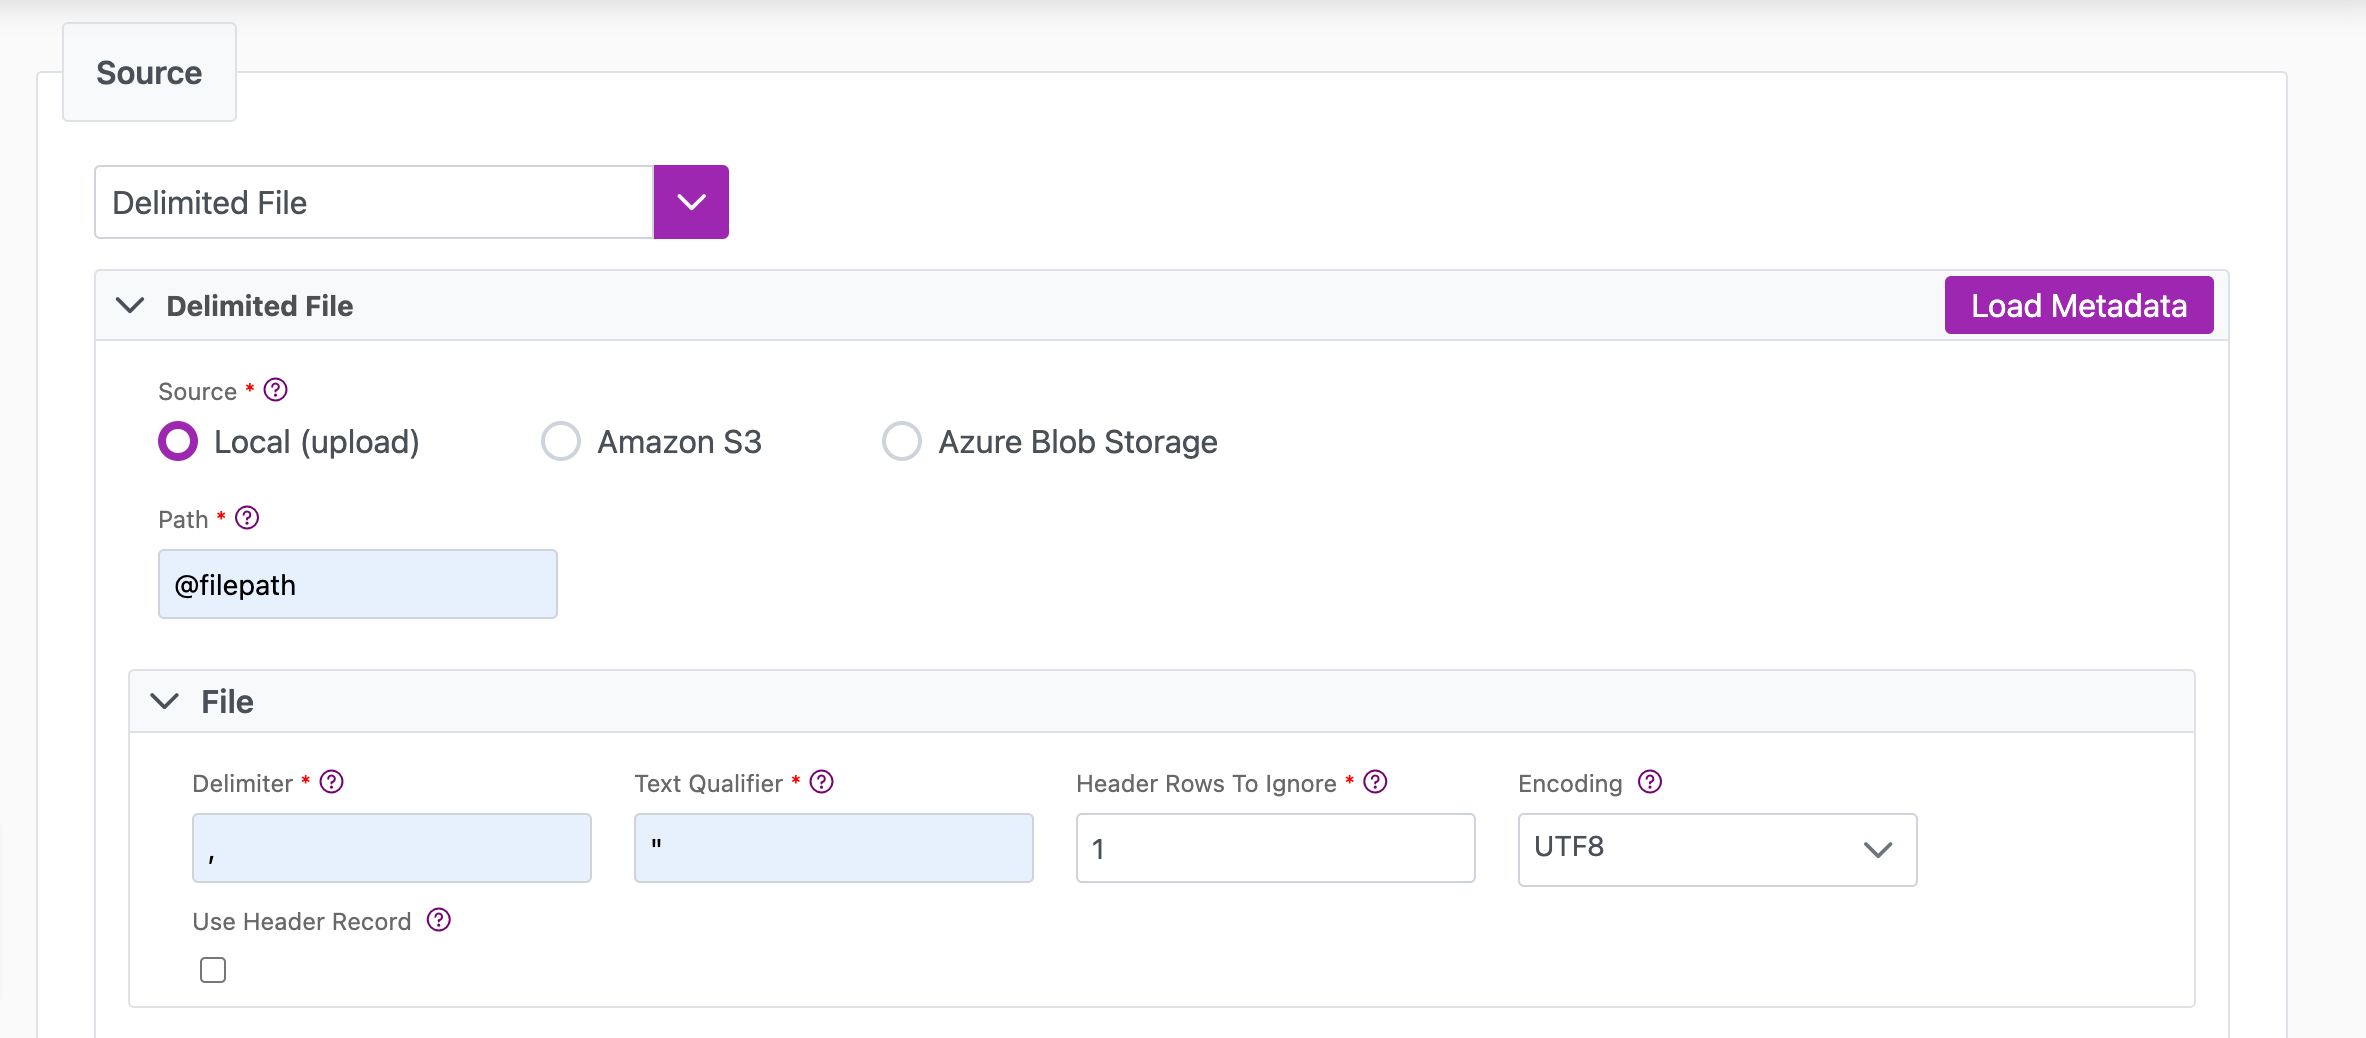 Source
Delimited File
Delimited File
Load Metadata
Source *
Local (upload)
Amazon S3
Azure Blob Storage
Path *
@filepath
File
Delimiter *
Text Qualifier *
Header Rows To Ignore *
Encoding
,
"
1
UTF8
Use Header Record